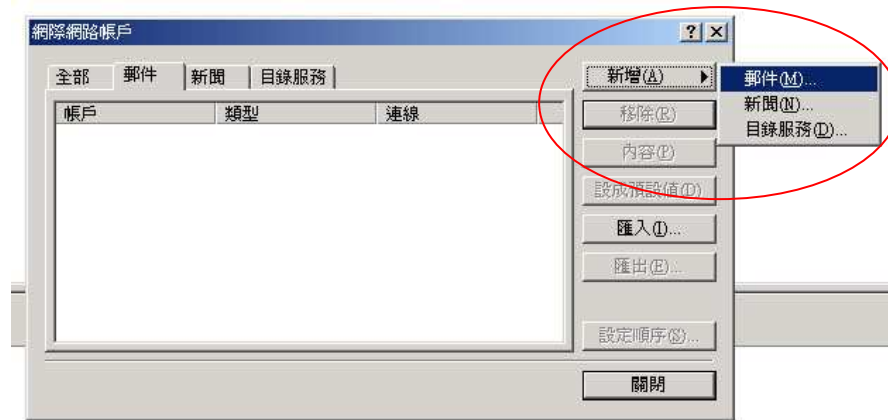 網際網路帳戶
全部 郵件 新聞 目錄服務
帳戶 類型 連線
新增(A)
移除(R)
內容(P)
設成預設值(D)
匯入(I)...
匯出(E)...
設定順序(S)...
關閉
郵件(M)...
新聞(N)...
目錄服務(D)...